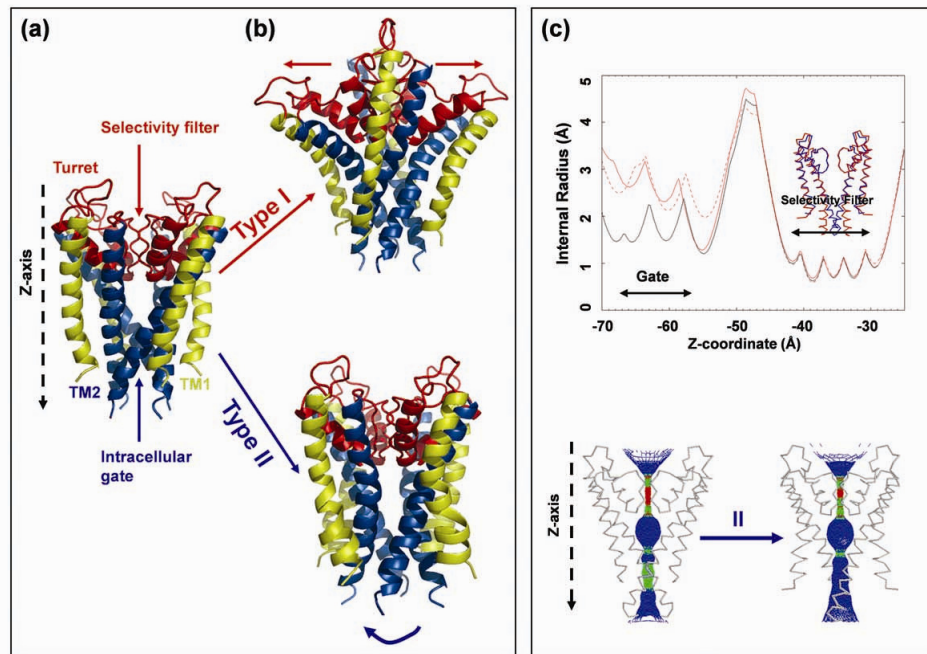 (a)
(b)
Selectivity filter
Turret
Z-axis
Type I
TM2
TM1
Type II
Intracellular
gate
(c)
Internal Radius (Å)
5
4
3
2
1
0
Selectivity Filter
Gate
-70
-60
-50
-40
-30
Z-coordinate (Å)
Z-axis
II